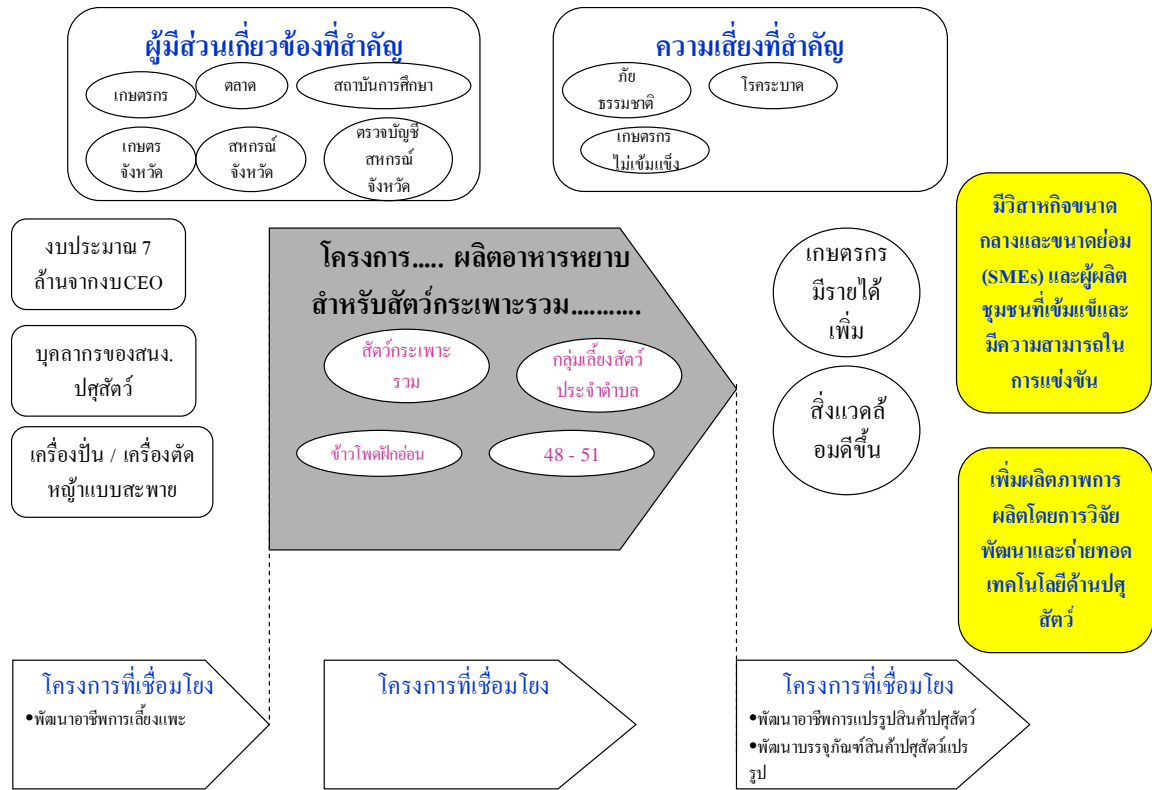 ผู้มีส่วนเกี่ยวข้องที่สำคัญ
เกษตรกร
ตลาด
สถาบันการศึกษา
เกษตร
จังหวัด
สหกรณ์
จังหวัด
ตรวจบัญชี
สหกรณ์
จังหวัด
ความเสี่ยงที่สำคัญ
ภัย
ธรรมชาติ
โรคระบาด
เกษตรกร
ไม่เข้มแข็ง
งบประมาณ 7
ล้านจากงบCEO
บุคลากรของสนง.
ปศุสัตว์
เครื่องปั่น / เครื่องตัด
หญ้าแบบสะพาย
โครงการ..... ผลิตอาหารหยาบ
สำหรับสัตว์กระเพาะรวม...........
สัตว์กระเพาะ
รวม
กลุ่มเลี้ยงสัตว์
ประจำตำบล
ข้าวโพดฝักอ่อน
48 - 51
เกษตรกร
มีรายได้
เพิ่ม
สิ่งแวดล้
อมดีขึ้น
มีวิสาหกิจขนาด
กลางและขนาดย่อม
(SMEs) และผู้ผลิต
ชุมชนที่เข้มแข็และ
มีความสามารถใน
การแข่งขัน
เพิ่มผลิตภาพการ
ผลิตโดยการวิจัย
พัฒนาและถ่ายทอด
เทคโนโลยีด้านปศุ
สัตว์
โครงการที่เชื่อมโยง
•พัฒนาอาชีพการเลี้ยงแพะ
โครงการที่เชื่อมโยง
โครงการที่เชื่อมโยง
•พัฒนาอาชีพการแปรรูปสินค้าปศุสัตว์
•พัฒนาบรรจุภัณฑ์สินค้าปศุสัตว์แปร
รูป